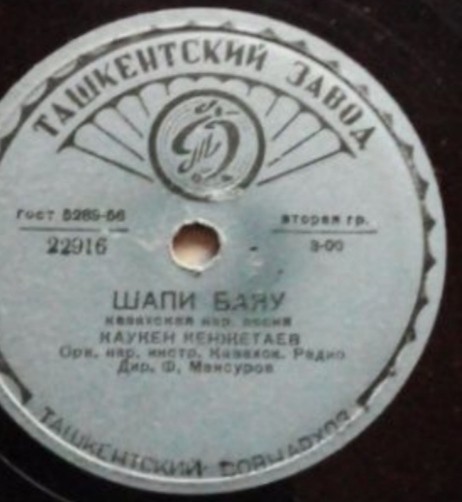 ТАШКЕНТСКИЙ ЗАВОД
ГОСТ 5289-56
вторая гр.
22916
3-00
ШАПИ БАЯУ
казахская нар. песня
КАУКЕН КЕНЖЕТАЕВ
Орк. нар. инстр. Казахск. Радио
Дир. Ф. Мансуров
ТАШКЕНТСКИЙ СОВНАРХОЗ